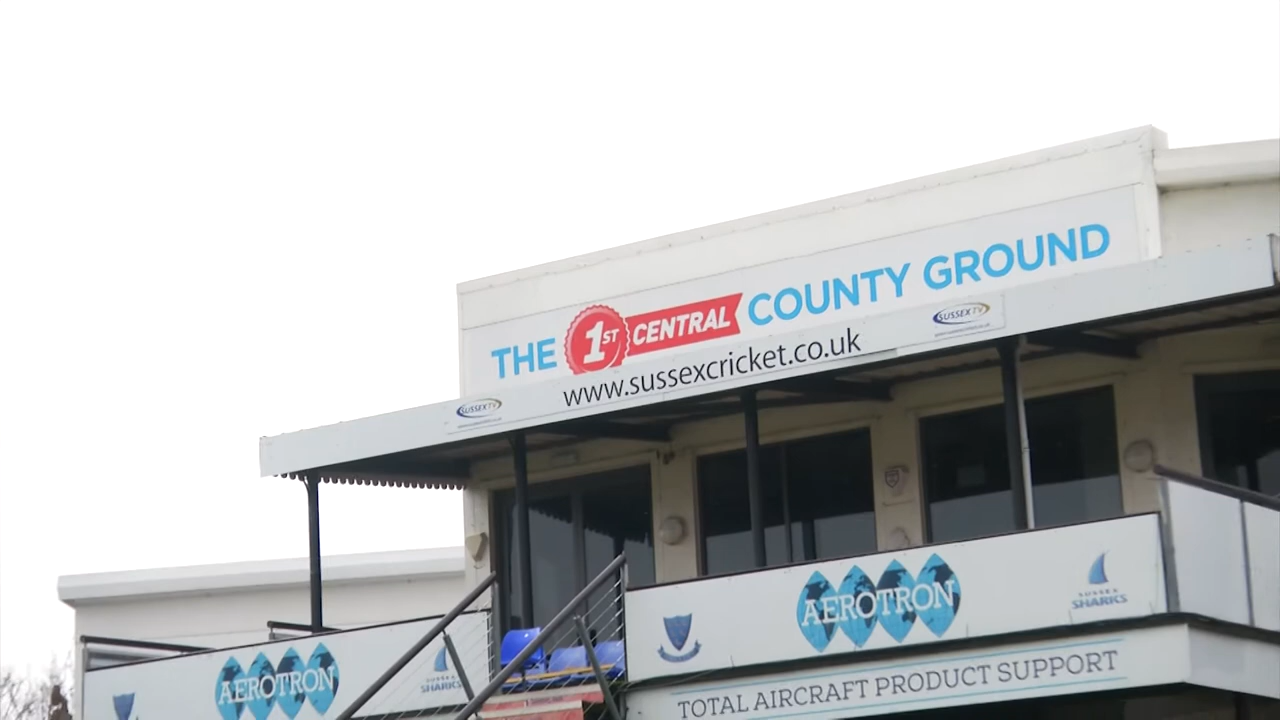 THE 1ST CENTRAL COUNTY GROUND
www.sussexcricket.co.uk
SUSSEX TV
SUSSEX TV
AEROTRON
SUSSEX
SHARKS
AEROTRON
SHARKS
TOTAL AIRCRAFT PRODUCT SUPPORT